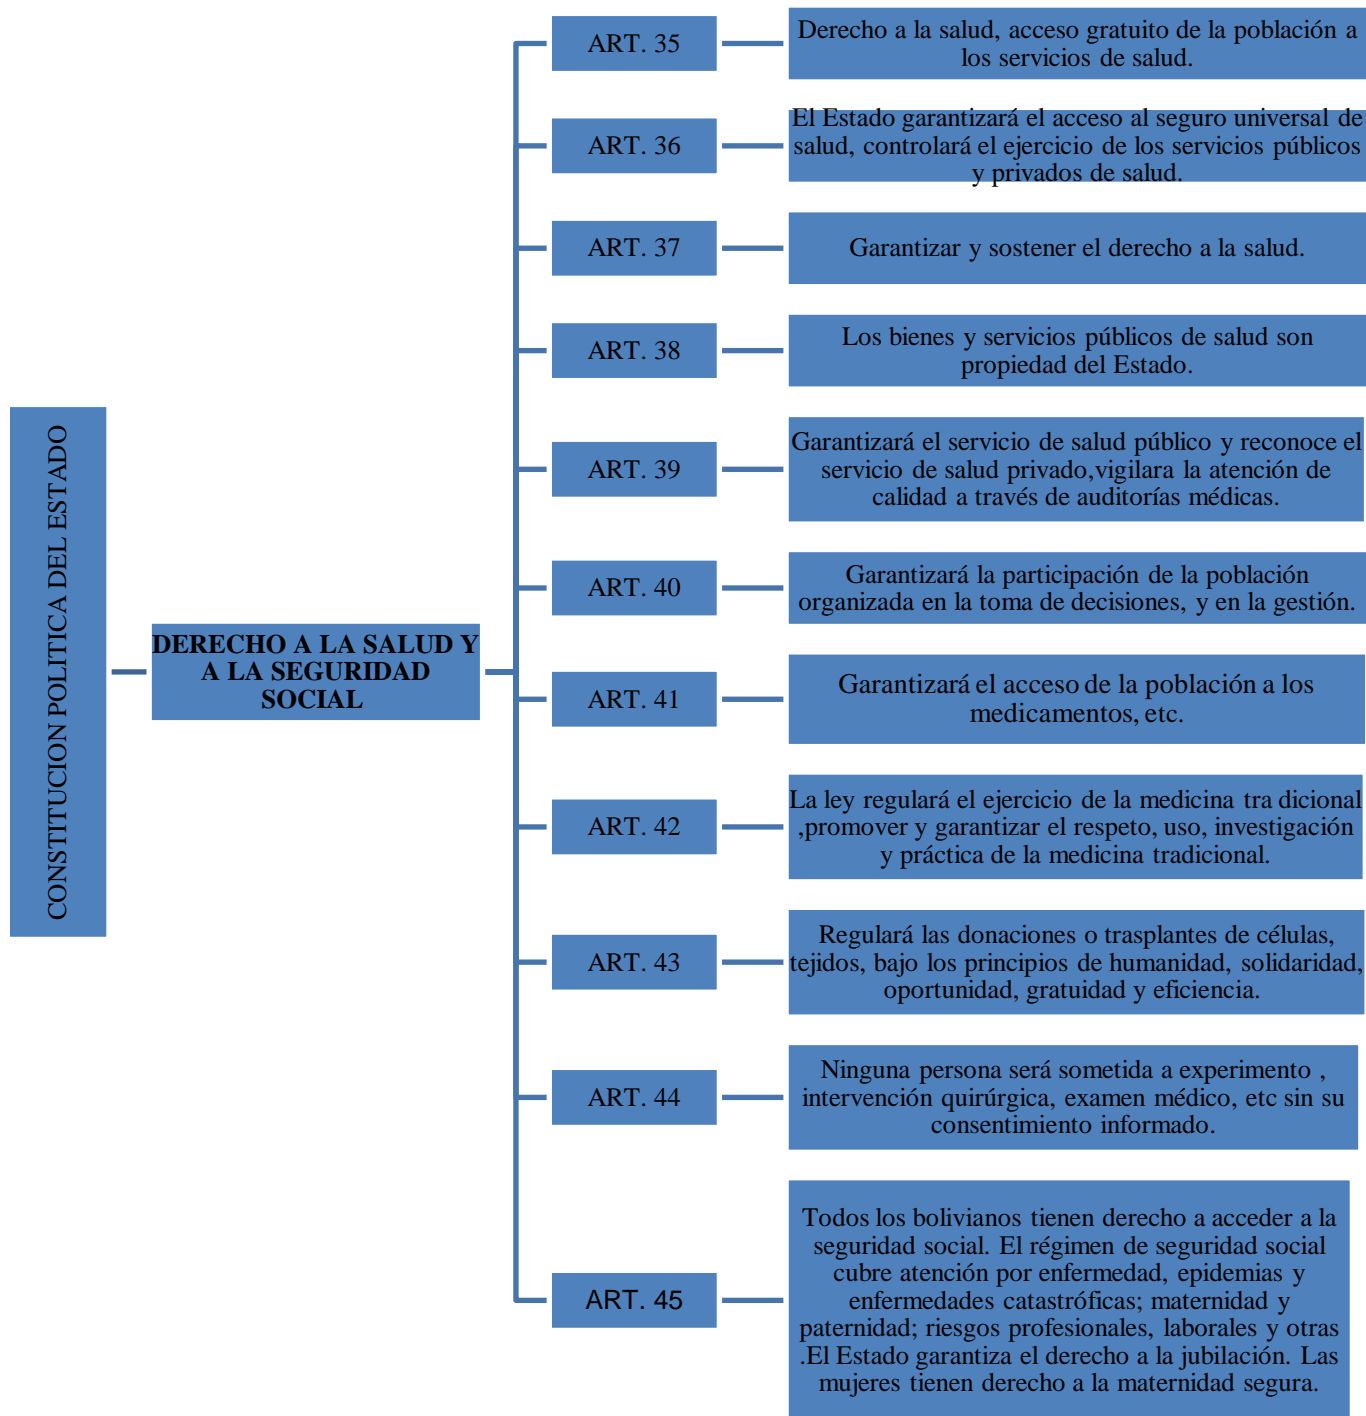 CONSTITUCION POLITICA DEL ESTADO
DERECHO A LA SALUD Y
A LA SEGURIDAD
SOCIAL
ART. 35
Derecho a la salud, acceso gratuito de la población a
los servicios de salud.
ART. 36
El Estado garantizará el acceso al seguro universal de
salud, controlará el ejercicio de los servicios públicos
y privados de salud.
ART. 37
Garantizar y sostener el derecho a la salud.
ART. 38
Los bienes y servicios públicos de salud son
propiedad del Estado.
ART. 39
Garantizará el servicio de salud público y reconoce el
servicio de salud privado,vigilara la atención de
calidad a través de auditorías médicas.
ART. 40
Garantizará la participación de la población
organizada en la toma de decisiones, y en la gestión.
ART. 41
Garantizará el acceso de la población a los
medicamentos, etc.
ART. 42
La ley regulará el ejercicio de la medicina tra dicional
,promover y garantizar el respeto, uso, investigación
y práctica de la medicina tradicional.
ART. 43
Regulará las donaciones o trasplantes de células,
tejidos, bajo los principios de humanidad, solidaridad,
oportunidad, gratuidad y eficiencia.
ART. 44
Ninguna persona será sometida a experimento ,
intervención quirúrgica, examen médico, etc sin su
consentimiento informado.
ART. 45
Todos los bolivianos tienen derecho a acceder a la
seguridad social. El régimen de seguridad social
cubre atención por enfermedad, epidemias y
enfermedades catastróficas; maternidad y
paternidad; riesgos profesionales, laborales y otras
.El Estado garantiza el derecho a la jubilación. Las
mujeres tienen derecho a la maternidad segura.